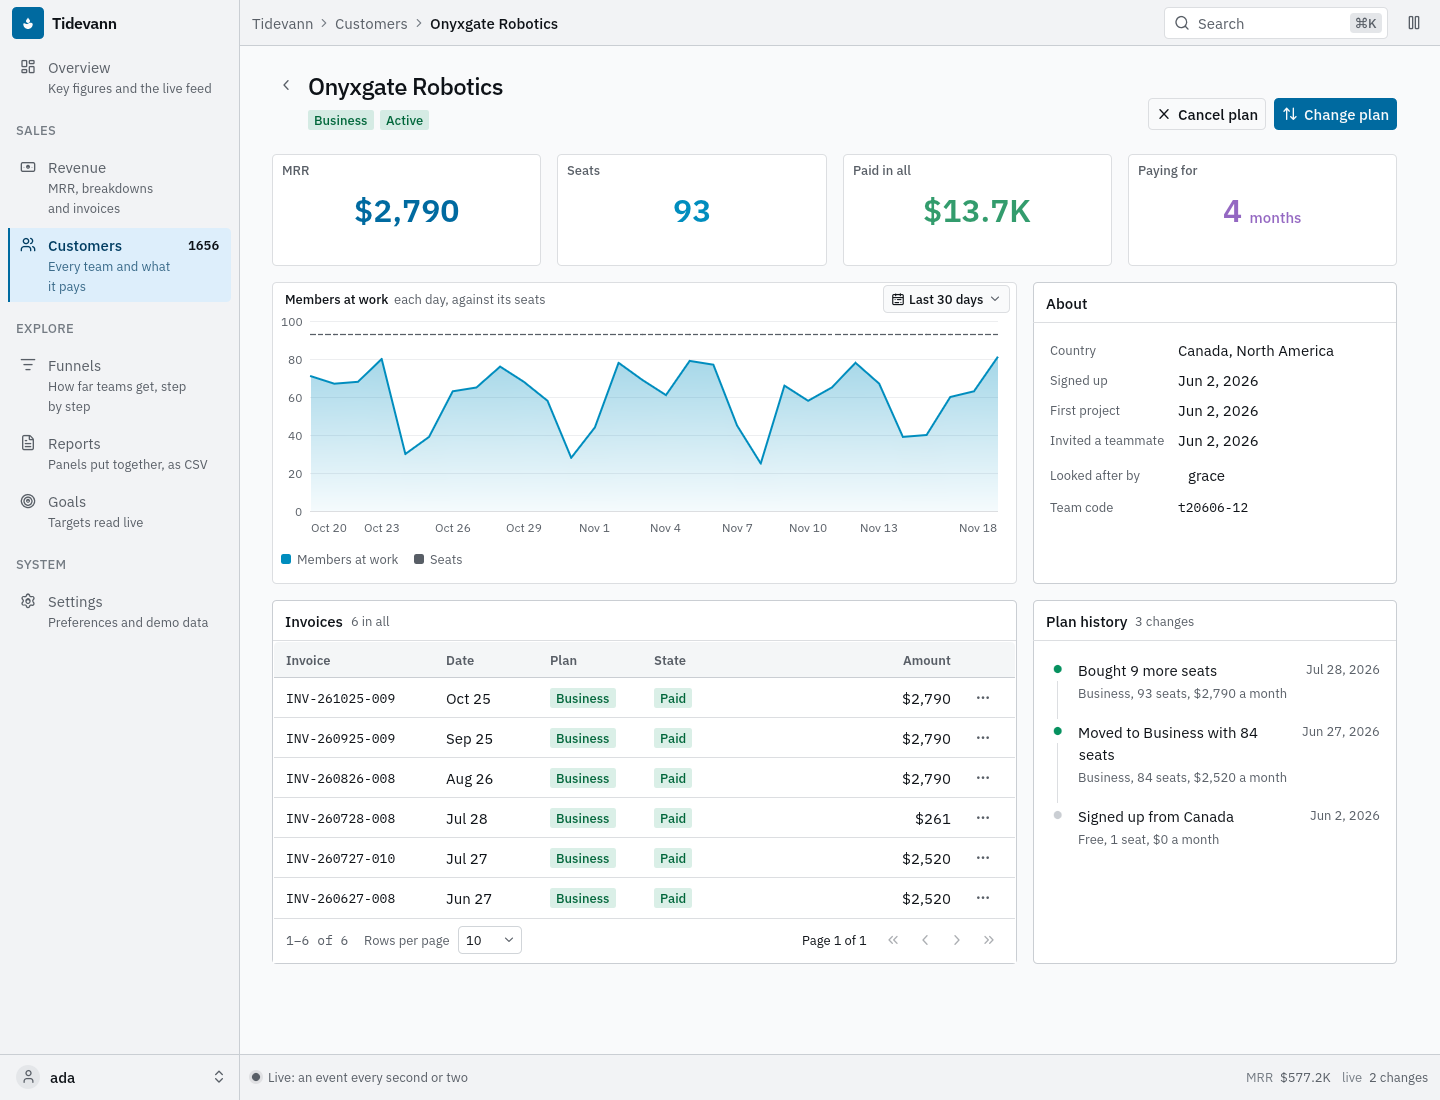 Tidevann
Overview
Key figures and the live feed
SALES
Revenue
MRR, breakdowns
and invoices
Customers 1656
Every team and what
it pays
EXPLORE
Funnels
How far teams get, step
by step
Reports
Panels put together, as CSV
Goals
Targets read live
SYSTEM
Settings
Preferences and demo data
ada
Tidevann Customers Onyxgate Robotics
Search ⌘K
Onyxgate Robotics
Business Active
Cancel plan Change plan
MRR
$2,790
Seats
93
Paid in all
$13.7K
Paying for
4 months
Members at work each day, against its seats
Last 30 days
100
80
60
40
20
0
Oct 20 Oct 23 Oct 26 Oct 29 Nov 1 Nov 4 Nov 7 Nov 10 Nov 13 Nov 18
Members at work Seats
About
Country Canada, North America
Signed up Jun 2, 2026
First project Jun 2, 2026
Invited a teammate Jun 2, 2026
Looked after by grace
Team code t20606-12
Invoices 6 in all
Invoice Date Plan State Amount
INV-261025-009 Oct 25 Business Paid $2,790
INV-260925-009 Sep 25 Business Paid $2,790
INV-260826-008 Aug 26 Business Paid $2,790
INV-260728-008 Jul 28 Business Paid $261
INV-260727-010 Jul 27 Business Paid $2,520
INV-260627-008 Jun 27 Business Paid $2,520
1–6 of 6 Rows per page 10 Page 1 of 1
Plan history 3 changes
Bought 9 more seats Jul 28, 2026
Business, 93 seats, $2,790 a month
Moved to Business with 84 Jun 27, 2026
seats
Business, 84 seats, $2,520 a month
Signed up from Canada Jun 2, 2026
Free, 1 seat, $0 a month
Live: an event every second or two
MRR $577.2K live 2 changes